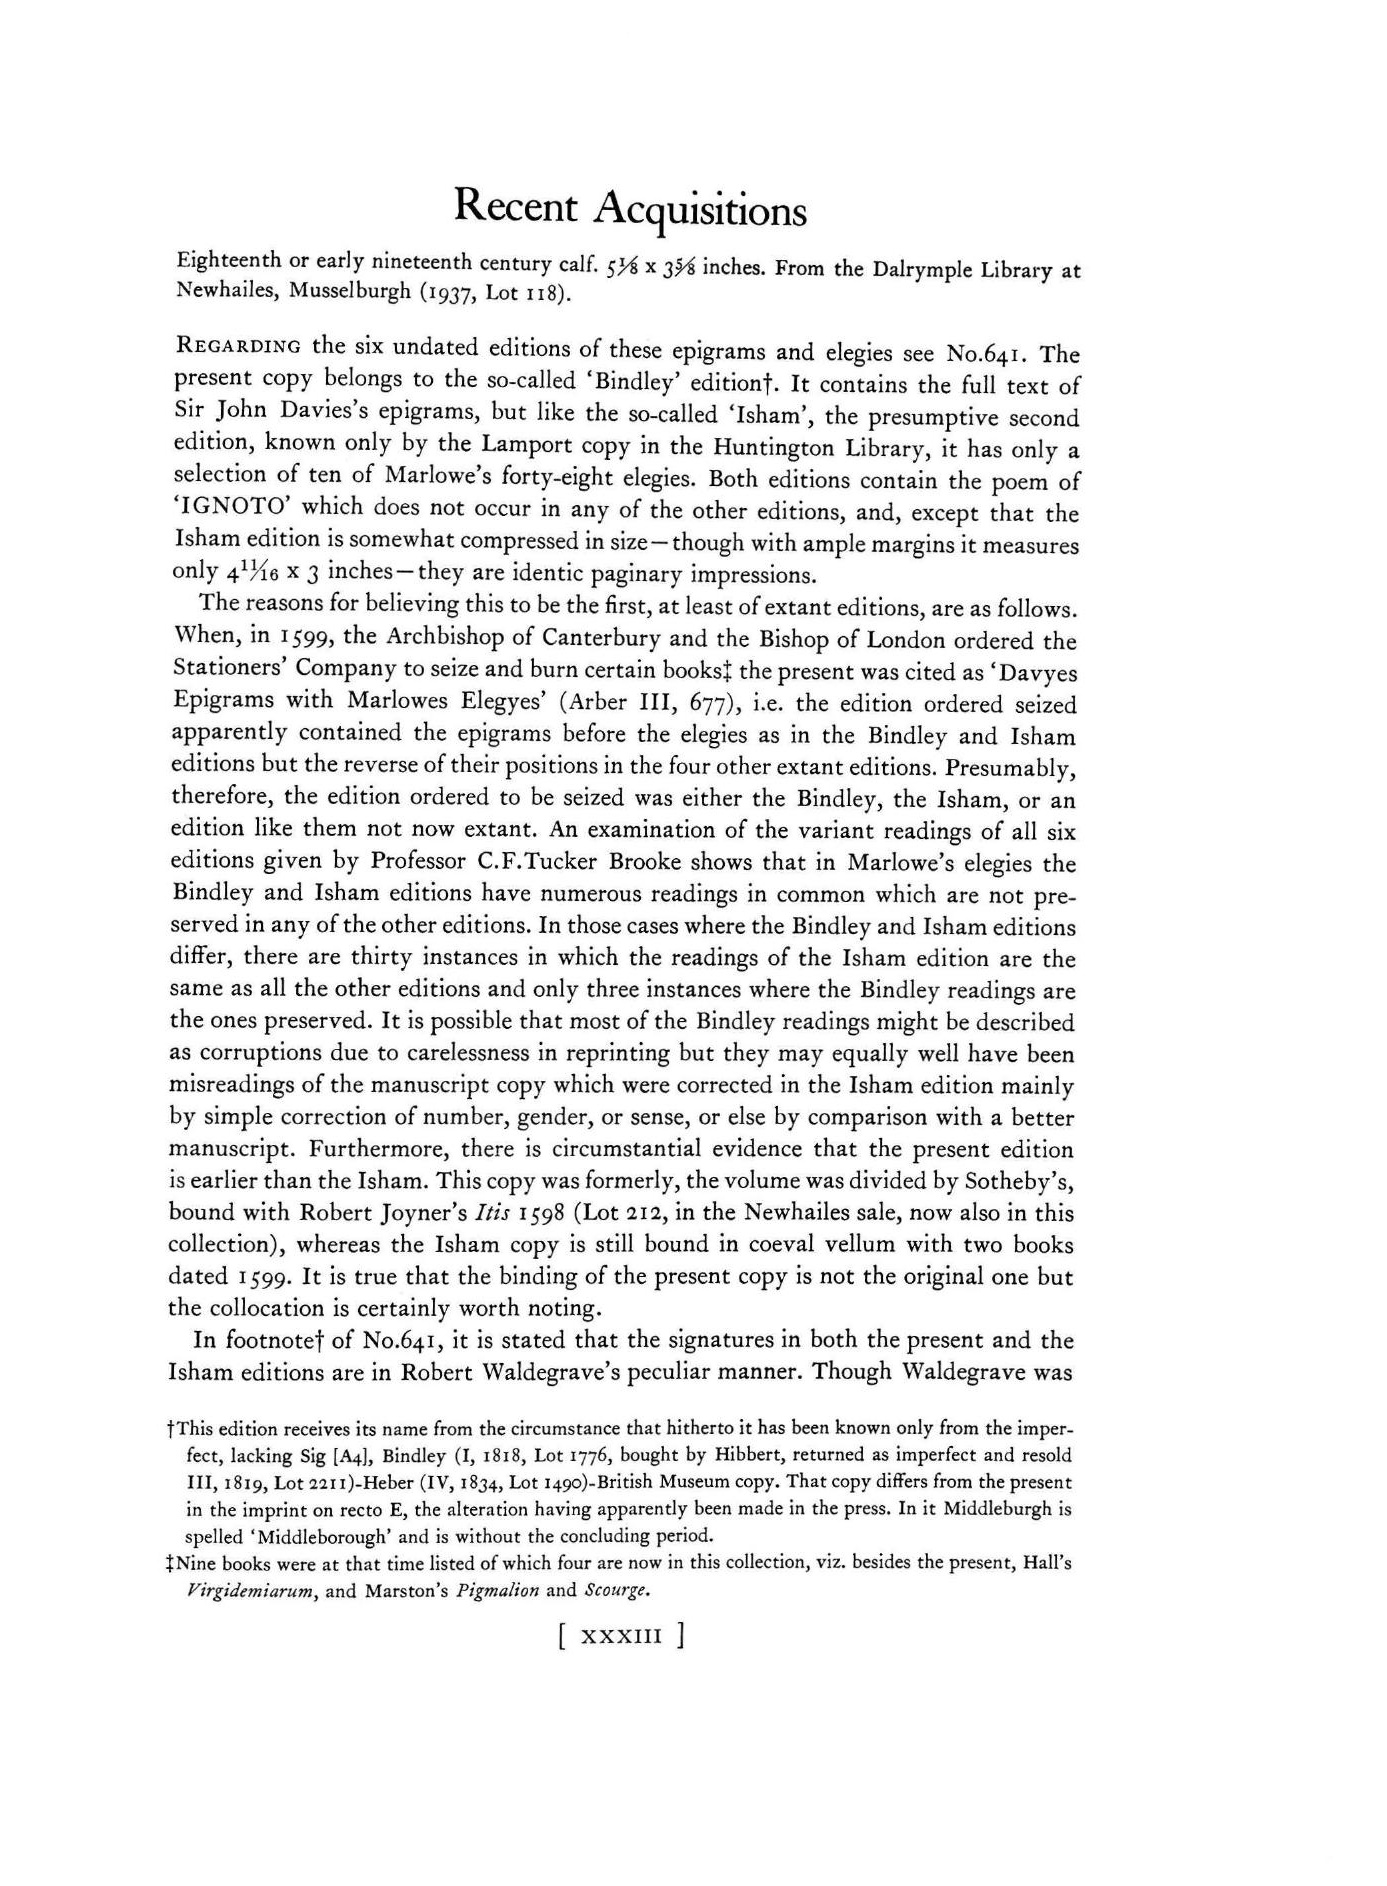 Recent Acquisitions
Eighteenth or early nineteenth century calf. 5⅛ x 3⅝ inches. From the Dalrymple Library at
Newhailes, Musselburgh (1937, Lot 118).
REGARDING the six undated editions of these epigrams and elegies see No.641. The
present copy belongs to the so-called ‘Bindley’ edition†. It contains the full text of
Sir John Davies’s epigrams, but like the so-called ‘Isham’, the presumptive second
edition, known only by the Lamport copy in the Huntington Library, it has only a
selection of ten of Marlowe’s forty-eight elegies. Both editions contain the poem of
‘IGNOTO’ which does not occur in any of the other editions, and, except that the
Isham edition is somewhat compressed in size—though with ample margins it measures
only 4 11/16 x 3 inches—they are identic paginary impressions.
The reasons for believing this to be the first, at least of extant editions, are as follows.
When, in 1599, the Archbishop of Canterbury and the Bishop of London ordered the
Stationers’ Company to seize and burn certain books‡ the present was cited as ‘Davyes
Epigrams with Marlowes Elegyes’ (Arber III, 677), i.e. the edition ordered seized
apparently contained the epigrams before the elegies as in the Bindley and Isham
editions but the reverse of their positions in the four other extant editions. Presumably,
therefore, the edition ordered to be seized was either the Bindley, the Isham, or an
edition like them not now extant. An examination of the variant readings of all six
editions given by Professor C.F.Tucker Brooke shows that in Marlowe’s elegies the
Bindley and Isham editions have numerous readings in common which are not pre-
served in any of the other editions. In those cases where the Bindley and Isham editions
differ, there are thirty instances in which the readings of the Isham edition are the
same as all the other editions and only three instances where the Bindley readings are
the ones preserved. It is possible that most of the Bindley readings might be described
as corruptions due to carelessness in reprinting but they may equally well have been
misreadings of the manuscript copy which were corrected in the Isham edition mainly
by simple correction of number, gender, or sense, or else by comparison with a better
manuscript. Furthermore, there is circumstantial evidence that the present edition
is earlier than the Isham. This copy was formerly, the volume was divided by Sotheby’s,
bound with Robert Joyner’s Itis 1598 (Lot 212, in the Newhailes sale, now also in this
collection), whereas the Isham copy is still bound in coeval vellum with two books
dated 1599. It is true that the binding of the present copy is not the original one but
the collocation is certainly worth noting.
In footnote† of No.641, it is stated that the signatures in both the present and the
Isham editions are in Robert Waldegrave’s peculiar manner. Though Waldegrave was
†This edition receives its name from the circumstance that hitherto it has been known only from the imper-
fect, lacking Sig [A4], Bindley (I, 1818, Lot 1776, bought by Hibbert, returned as imperfect and resold
III, 1819, Lot 2211)-Heber (IV, 1834, Lot 1490)-British Museum copy. That copy differs from the present
in the imprint on recto E, the alteration having apparently been made in the press. In it Middleburgh is
spelled ‘Middleborough’ and is without the concluding period.
‡Nine books were at that time listed of which four are now in this collection, viz. besides the present, Hall’s
Virgidemiarum, and Marston’s Pigmalion and Scourge.
[ XXXIII ]